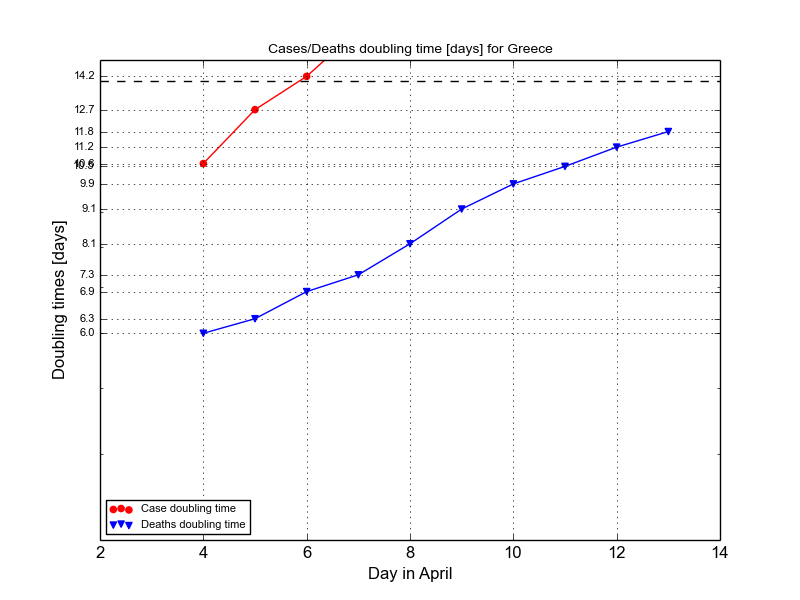 Cases/Deaths doubling time [days] for Greece
14.2
12.7
11.8
11.2
10.6
10.5
9.9
9.1
8.1
7.3
6.9
6.3
6.0
Doubling times [days]
Case doubling time
Deaths doubling time
2 4 6 8 10 12 14
Day in April